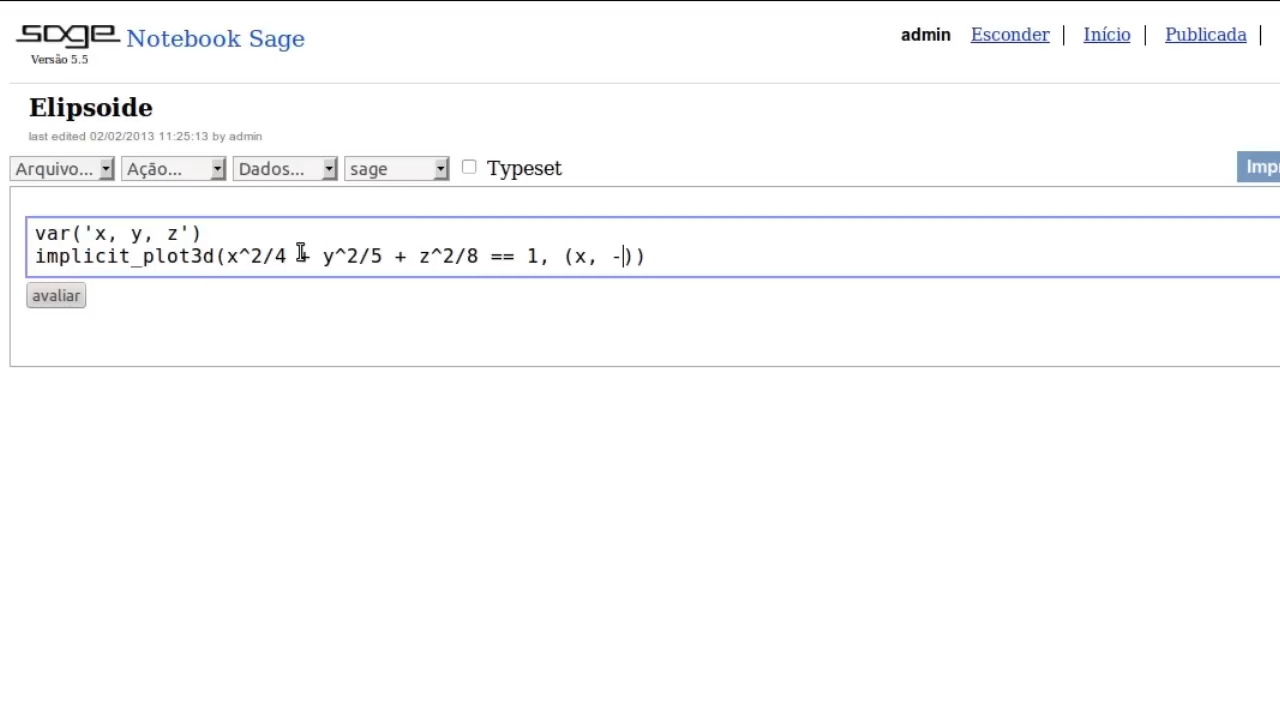 sage Notebook Sage
Versão 5.5
admin Esconder | Início | Publicada |
Elipsoide
last edited 02/02/2013 11:25:13 by admin
Arquivo... Ação... Dados... sage Typeset Impr
var('x, y, z')
implicit_plot3d(x^2/4 + y^2/5 + z^2/8 == 1, (x, -))
avaliar